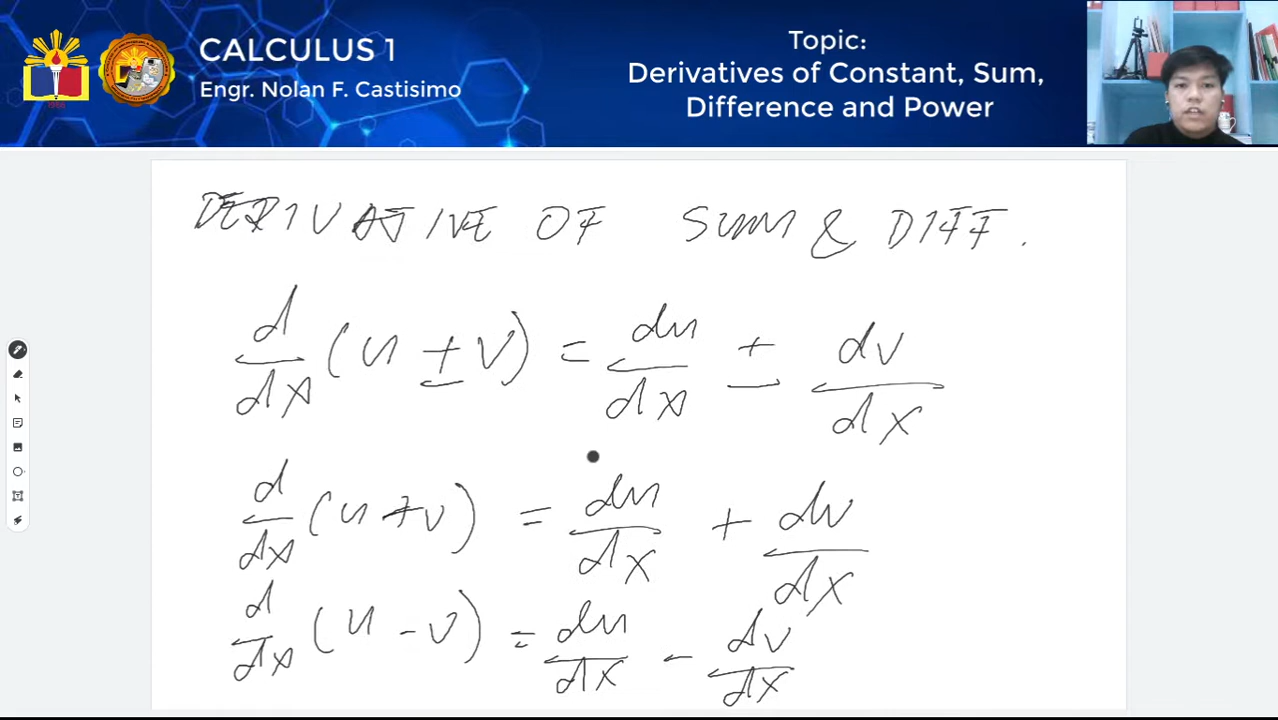 CALCULUS 1
Engr. Nolan F. Castisimo
Topic:
Derivatives of Constant, Sum,
Difference and Power
DERIVATIVE OF SUM & DIFF.
d/dx (u ± v) = du/dx ± dv/dx
d/dx (u + v) = du/dx + dv/dx
d/dx (u - v) = du/dx - dv/dx